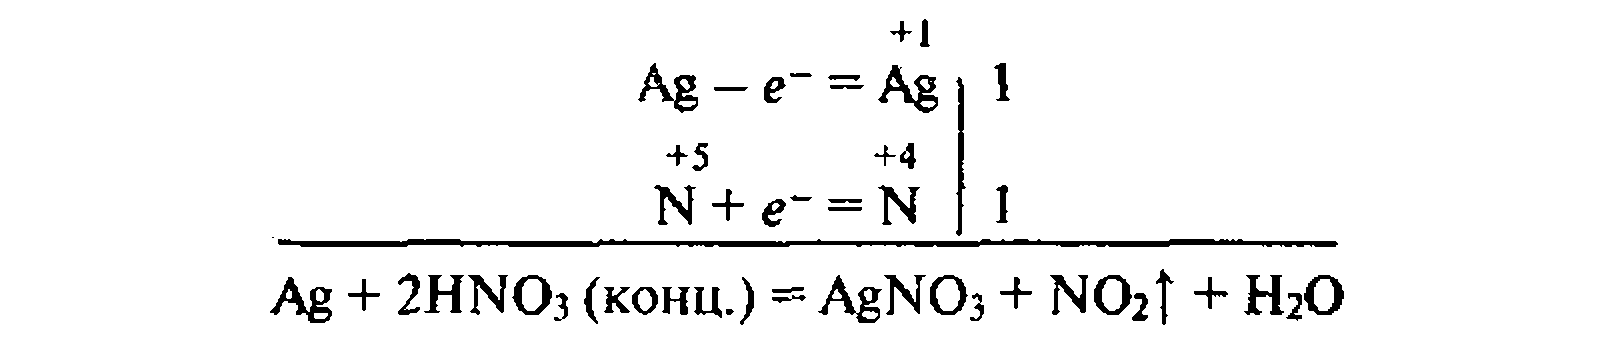 +1
Ag – e⁻ = Ag | 1
+5 +4
N + e⁻ = N | 1
Ag + 2HNO₃ (конц.) = AgNO₃ + NO₂↑ + H₂O